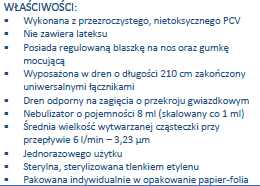 WŁAŚCIWOŚCI:
▪ Wykonana z przezroczystego, nietoksycznego PCV
▪ Nie zawiera lateksu
▪ Posiada regulowaną blaszkę na nos oraz gumkę
mocującą
▪ Wyposażona w dren o długości 210 cm zakończony
uniwersalnymi łącznikami
▪ Dren odporny na zagięcia o przekroju gwiazdkowym
▪ Nebulizator o pojemności 8 ml (skalowany co 1 ml)
▪ Średnia wielkość wytwarzanej cząsteczki przy
przepływie 6 l/min – 3,23 μm
▪ Jednorazowego użytku
▪ Sterylna, sterylizowana tlenkiem etylenu
▪ Pakowana indywidualnie w opakowanie papier-folia